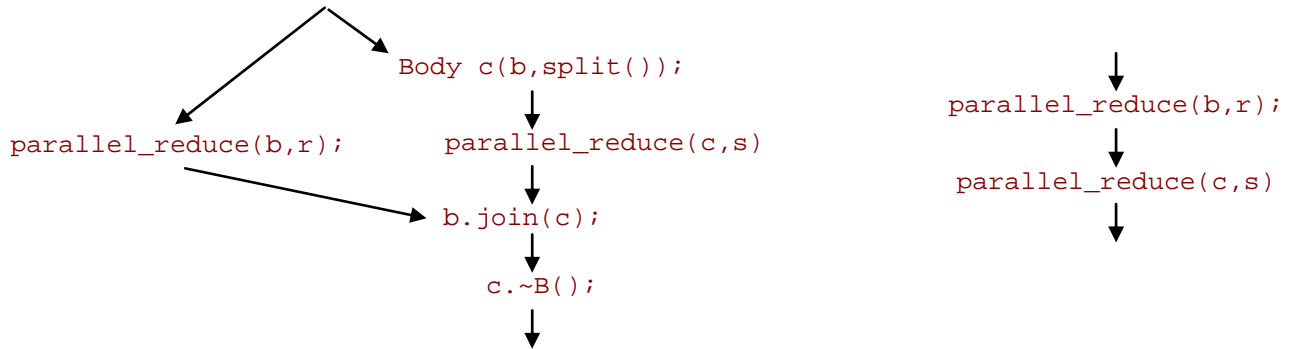 Body c(b,split());
parallel_reduce(b,r);
parallel_reduce(c,s)
b.join(c);
c.~B();
parallel_reduce(b,r);
parallel_reduce(c,s)